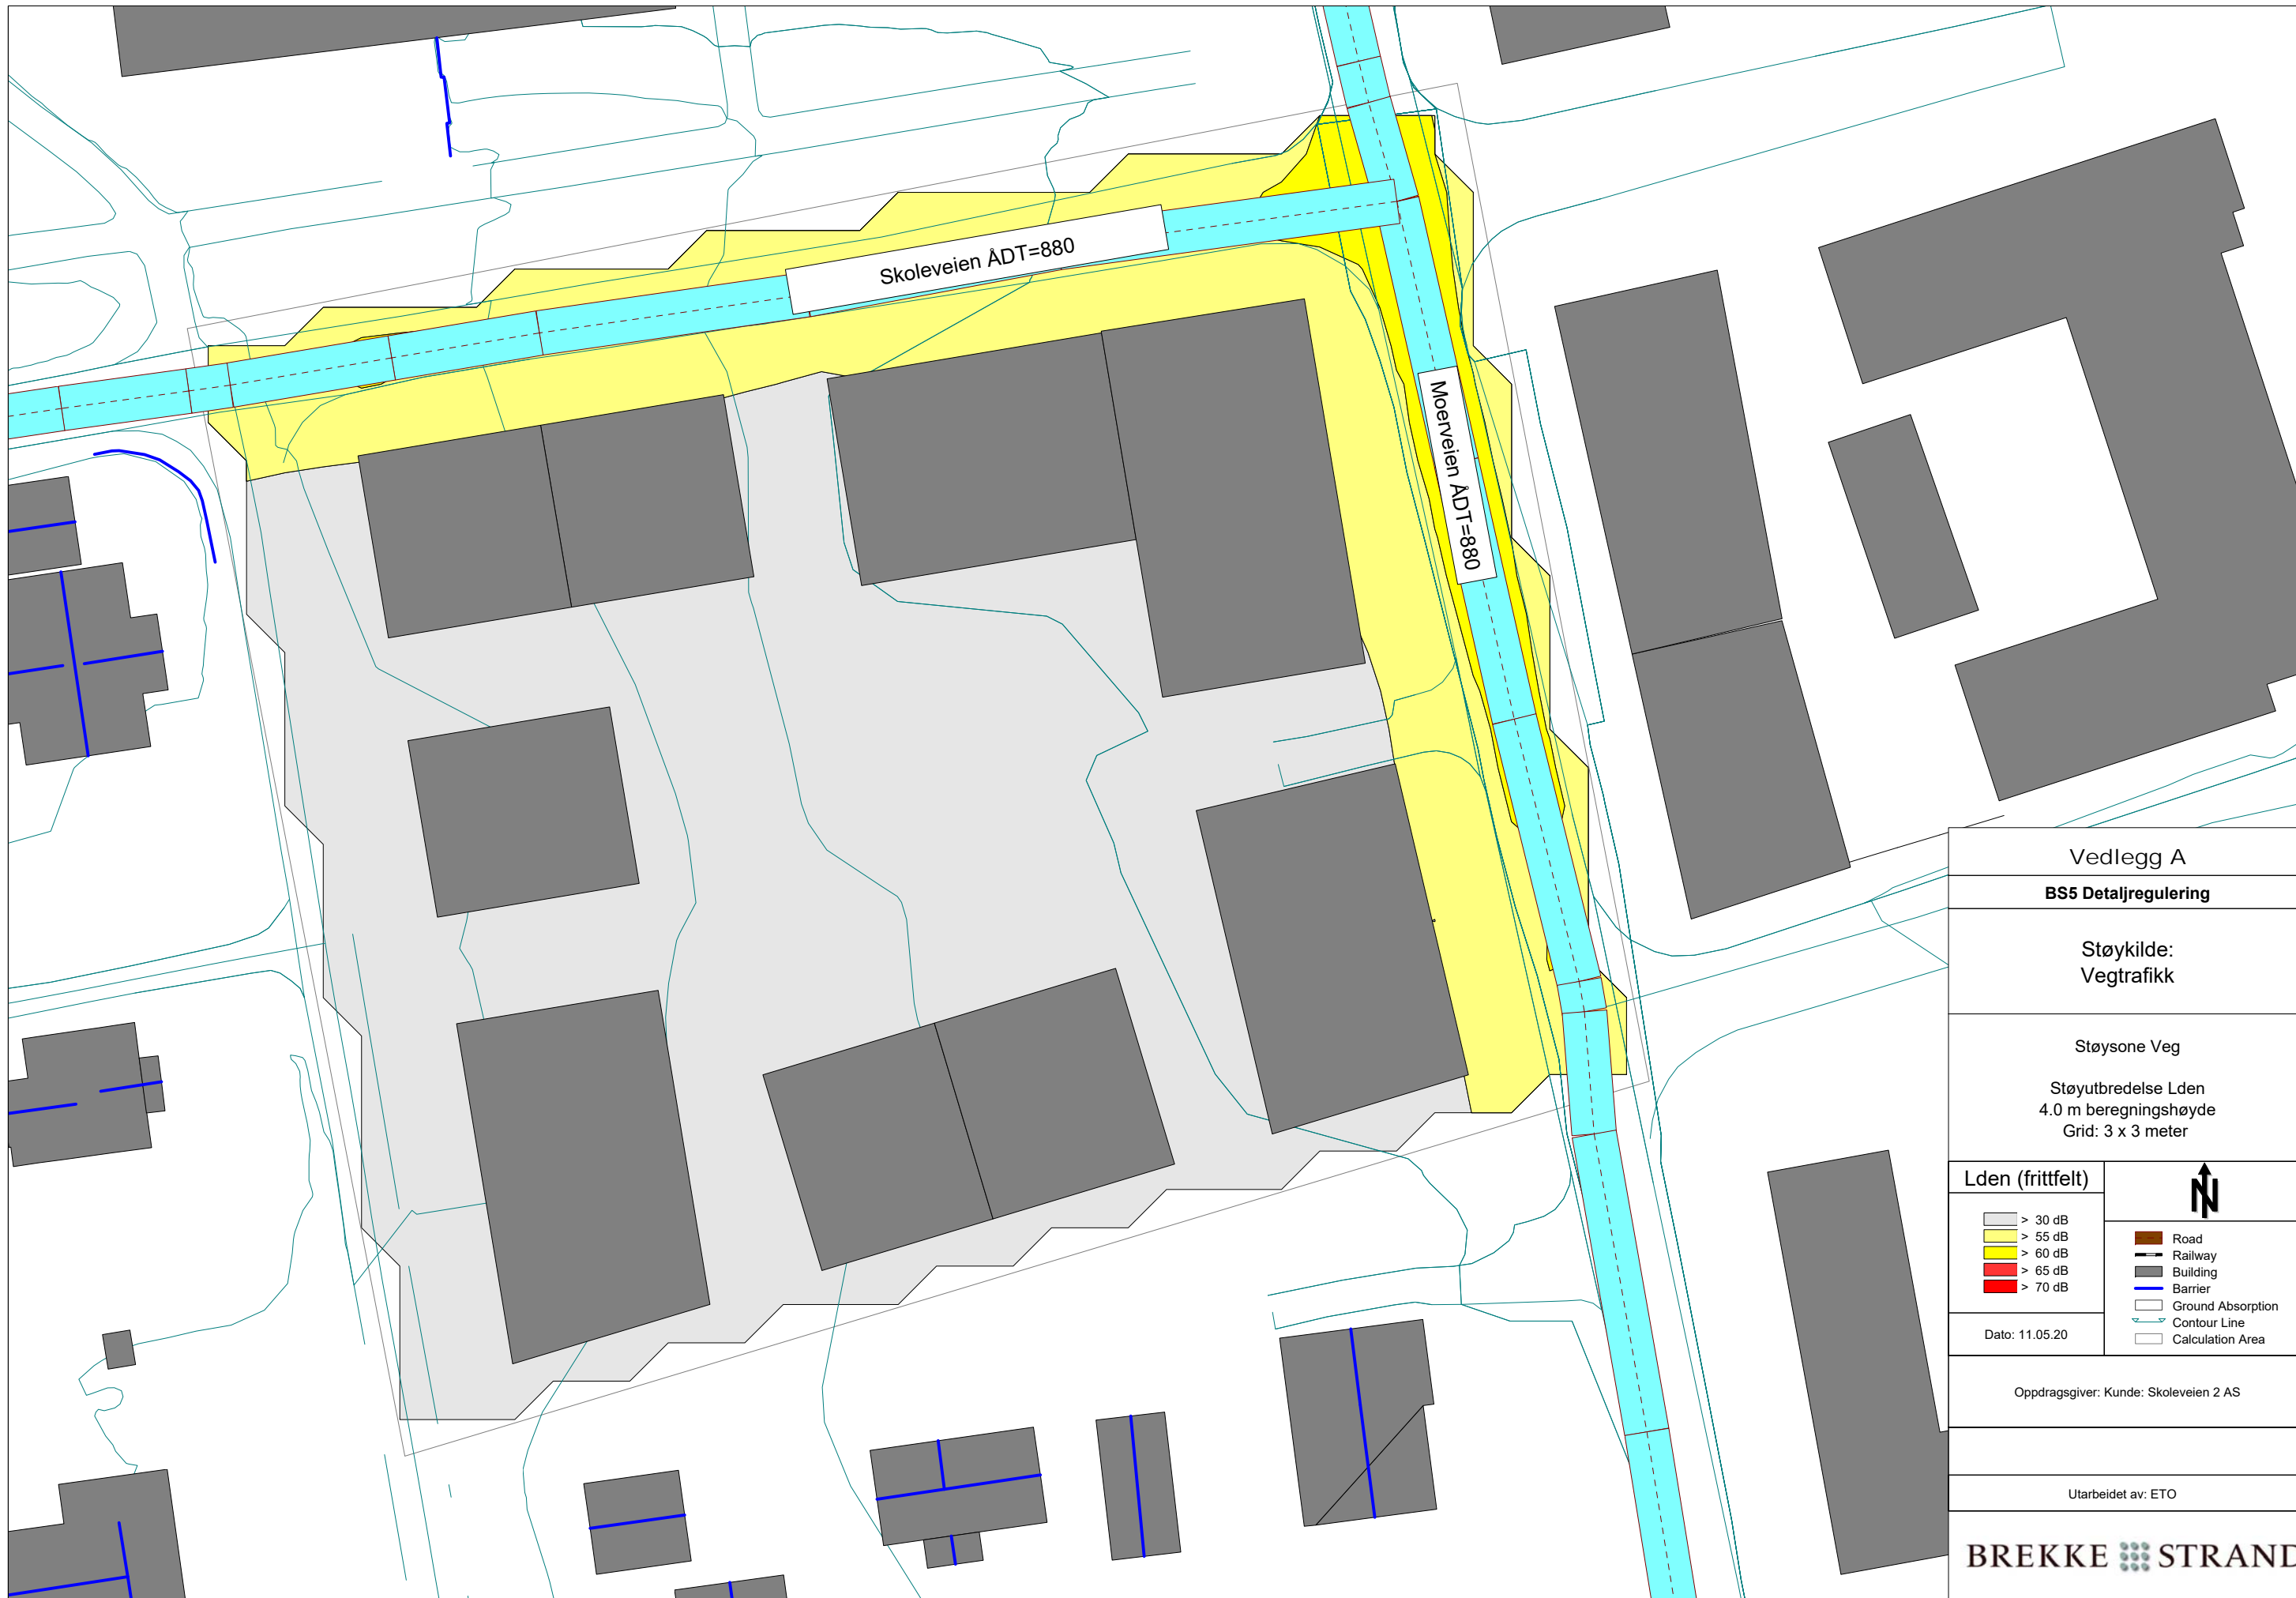 Skoleveien ÅDT=880
Moerveien ÅDT=880
Vedlegg A
BS5 Detaljregulering
Støykilde:
Vegtrafikk
Støysone Veg
Støyutbredelse Lden
4.0 m beregningshøyde
Grid: 3 x 3 meter
Lden (frittfelt)
> 30 dB
> 55 dB
> 60 dB
> 65 dB
> 70 dB
N
Road
Railway
Building
Barrier
Ground Absorption
Contour Line
Calculation Area
Dato: 11.05.20
Oppdragsgiver: Kunde: Skoleveien 2 AS
Utarbeidet av: ETO
BREKKE STRAND